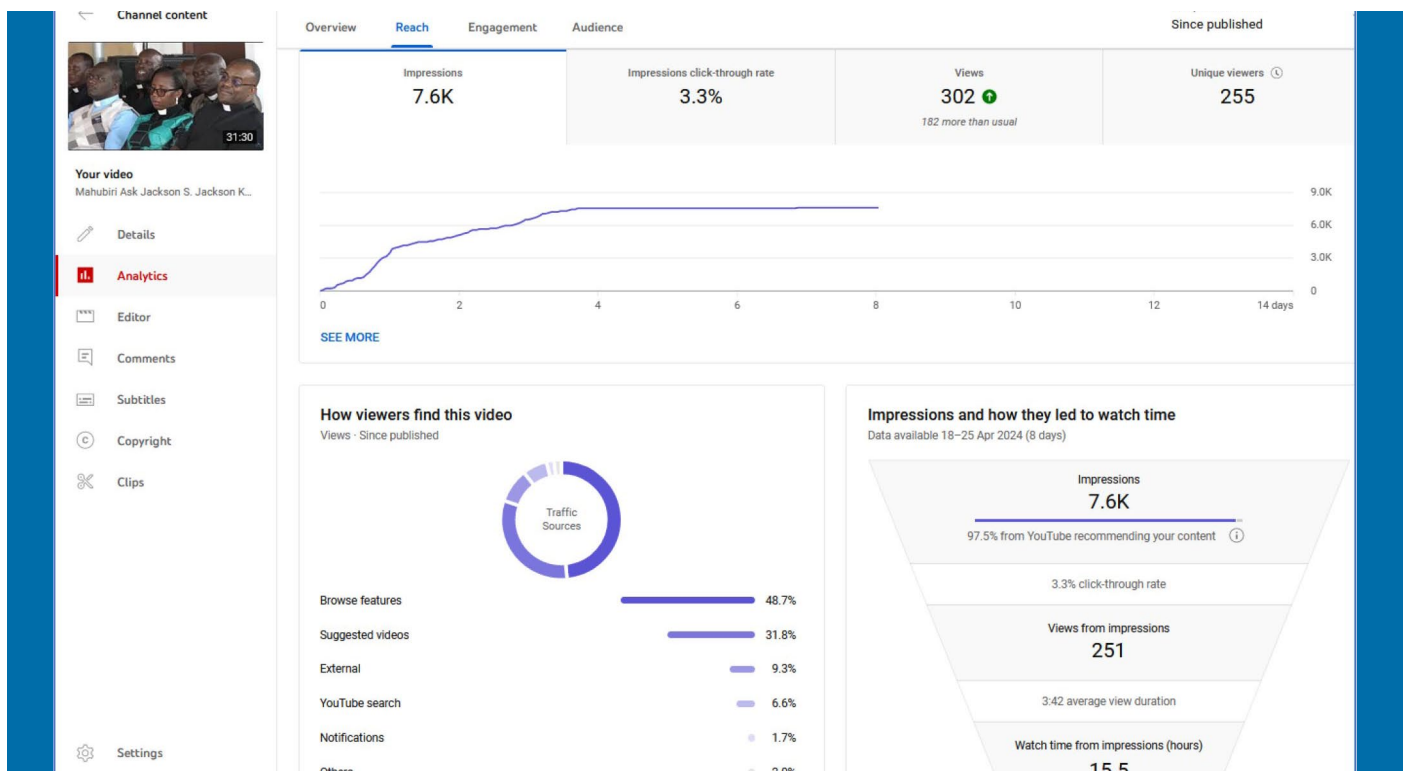 Channel content
Overview Reach Engagement Audience
Since published
Impressions
7.6K
Impressions click-through rate
3.3%
Views
302
182 more than usual
Unique viewers
255
31:30
Your video
Mahubiri Ask Jackson S. Jackson K...
Details
Analytics
Editor
Comments
Subtitles
Copyright
Clips
Settings
9.0K
6.0K
3.0K
0
0 2 4 6 8 10 12 14 days
SEE MORE
How viewers find this video
Views · Since published
Traffic
Sources
Browse features 48.7%
Suggested videos 31.8%
External 9.3%
YouTube search 6.6%
Notifications 1.7%
Others
Impressions and how they led to watch time
Data available 18–25 Apr 2024 (8 days)
Impressions
7.6K
97.5% from YouTube recommending your content
3.3% click-through rate
Views from impressions
251
3:42 average view duration
Watch time from impressions (hours)
15.5